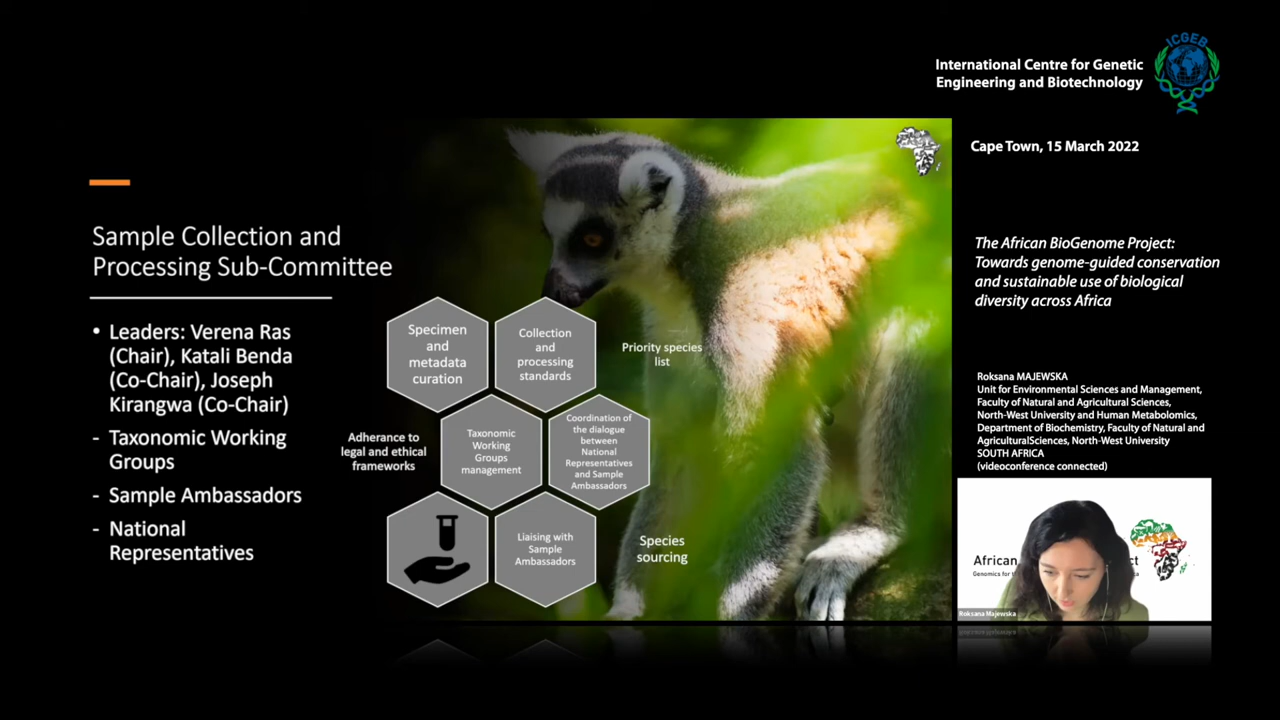 ICGEB
International Centre for Genetic
Engineering and Biotechnology
Cape Town, 15 March 2022
Sample Collection and
Processing Sub-Committee
• Leaders: Verena Ras
(Chair), Katali Benda
(Co-Chair), Joseph
Kirangwa (Co-Chair)
- Taxonomic Working
Groups
- Sample Ambassadors
- National
Representatives
Specimen
and
metadata
curation
Collection
and
processing
standards
Priority species
list
Adherance to
legal and ethical
frameworks
Taxonomic
Working
Groups
management
Coordination of
the dialogue
between
National
Representatives
and Sample
Ambassadors
Liaising with
Sample
Ambassadors
Species
sourcing
The African BioGenome Project:
Towards genome-guided conservation
and sustainable use of biological
diversity across Africa
Roksana MAJEWSKA
Unit for Environmental Sciences and Management,
Faculty of Natural and Agricultural Sciences,
North-West University and Human Metabolomics,
Department of Biochemistry, Faculty of Natural and
AgriculturalSciences, North-West University
SOUTH AFRICA
(videoconference connected)
African
Genomics for
Roksana Majewska